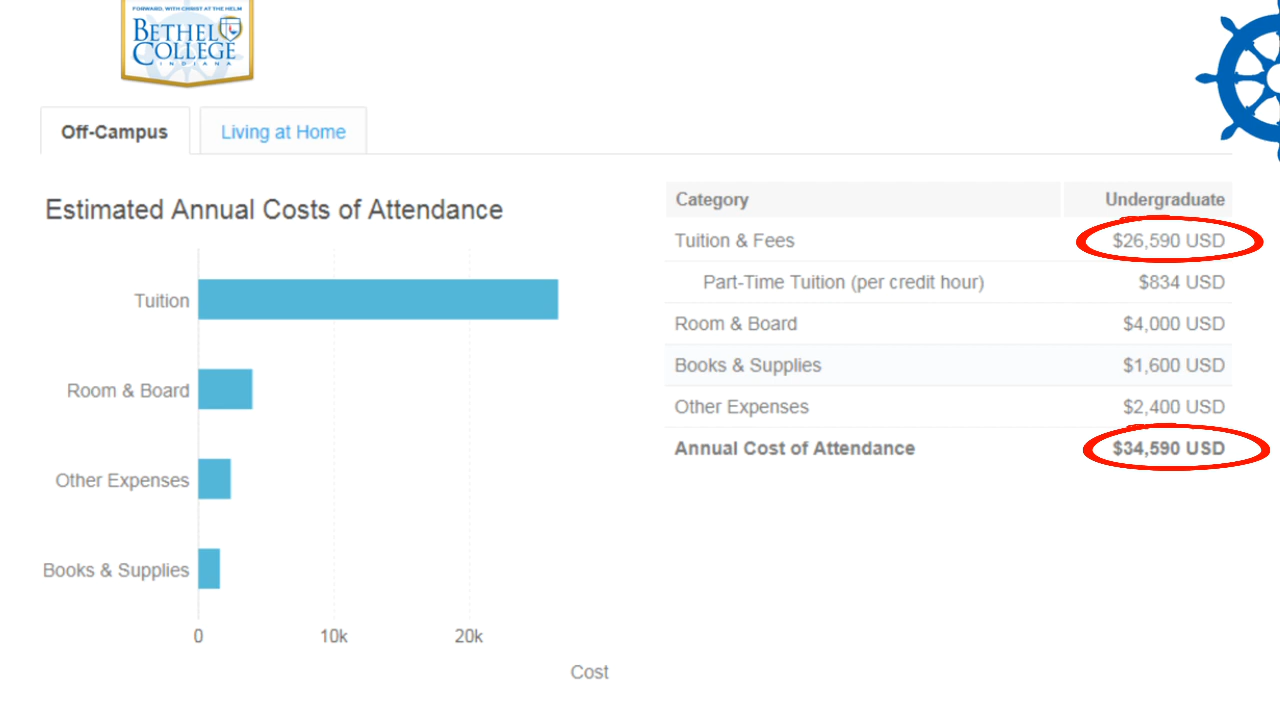 FORWARD, WITH CHRIST AT THE HELM
BETHEL
COLLEGE
INDIANA
Off-Campus
Living at Home
Estimated Annual Costs of Attendance
Tuition
Room & Board
Other Expenses
Books & Supplies
0 10k 20k
Cost
Category Undergraduate
Tuition & Fees $26,590 USD
Part-Time Tuition (per credit hour) $834 USD
Room & Board $4,000 USD
Books & Supplies $1,600 USD
Other Expenses $2,400 USD
Annual Cost of Attendance $34,590 USD